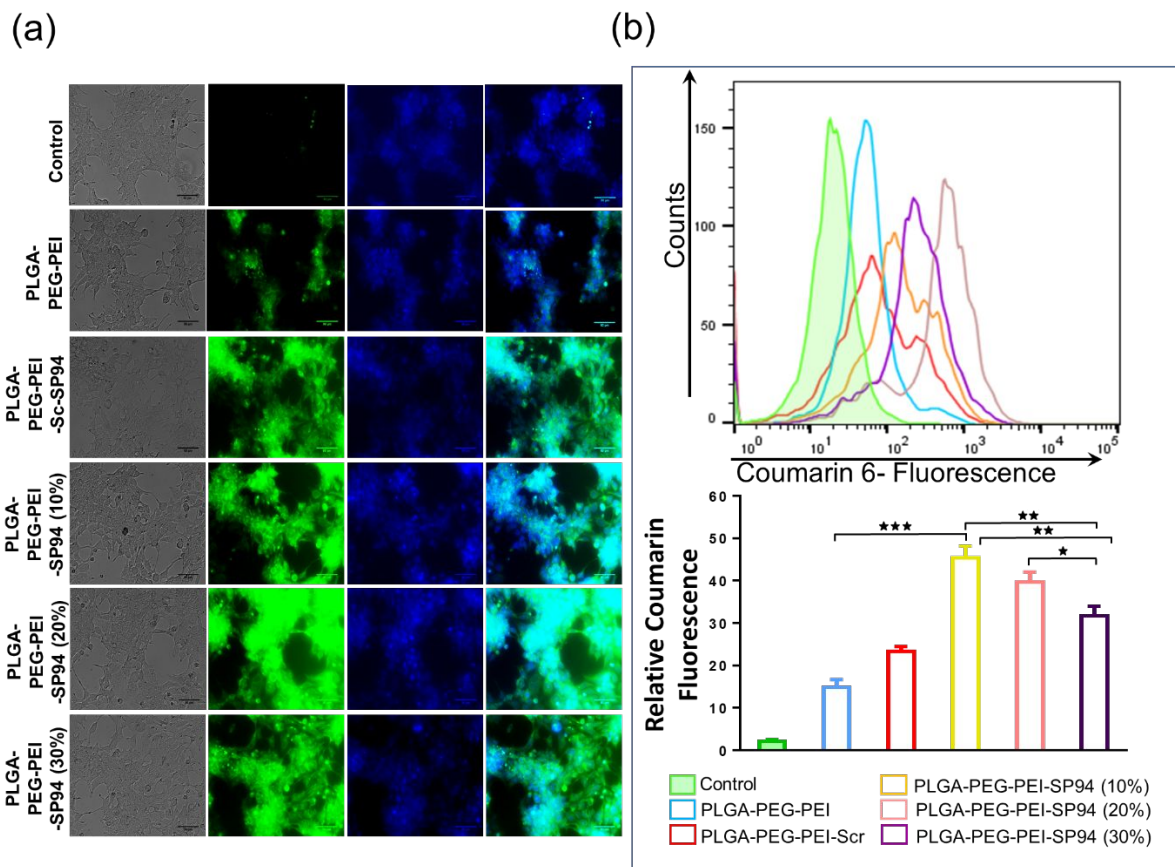 (a)
(b)
Control
PLGA-
PEG-PEI
PLGA-
PEG-PEI
-Sc-SP94
PLGA-
PEG-PEI
-SP94 (10%)
PLGA-
PEG-PEI
-SP94 (20%)
PLGA-
PEG-PEI
-SP94 (30%)
Counts
150
100
50
0
10^0 10^1 10^2 10^3 10^4 10^5
Coumarin 6- Fluorescence
Relative Coumarin
Fluorescence
60
50
40
30
20
10
0
★★★
★★
★★
★
Control
PLGA-PEG-PEI
PLGA-PEG-PEI-Scr
PLGA-PEG-PEI-SP94 (10%)
PLGA-PEG-PEI-SP94 (20%)
PLGA-PEG-PEI-SP94 (30%)